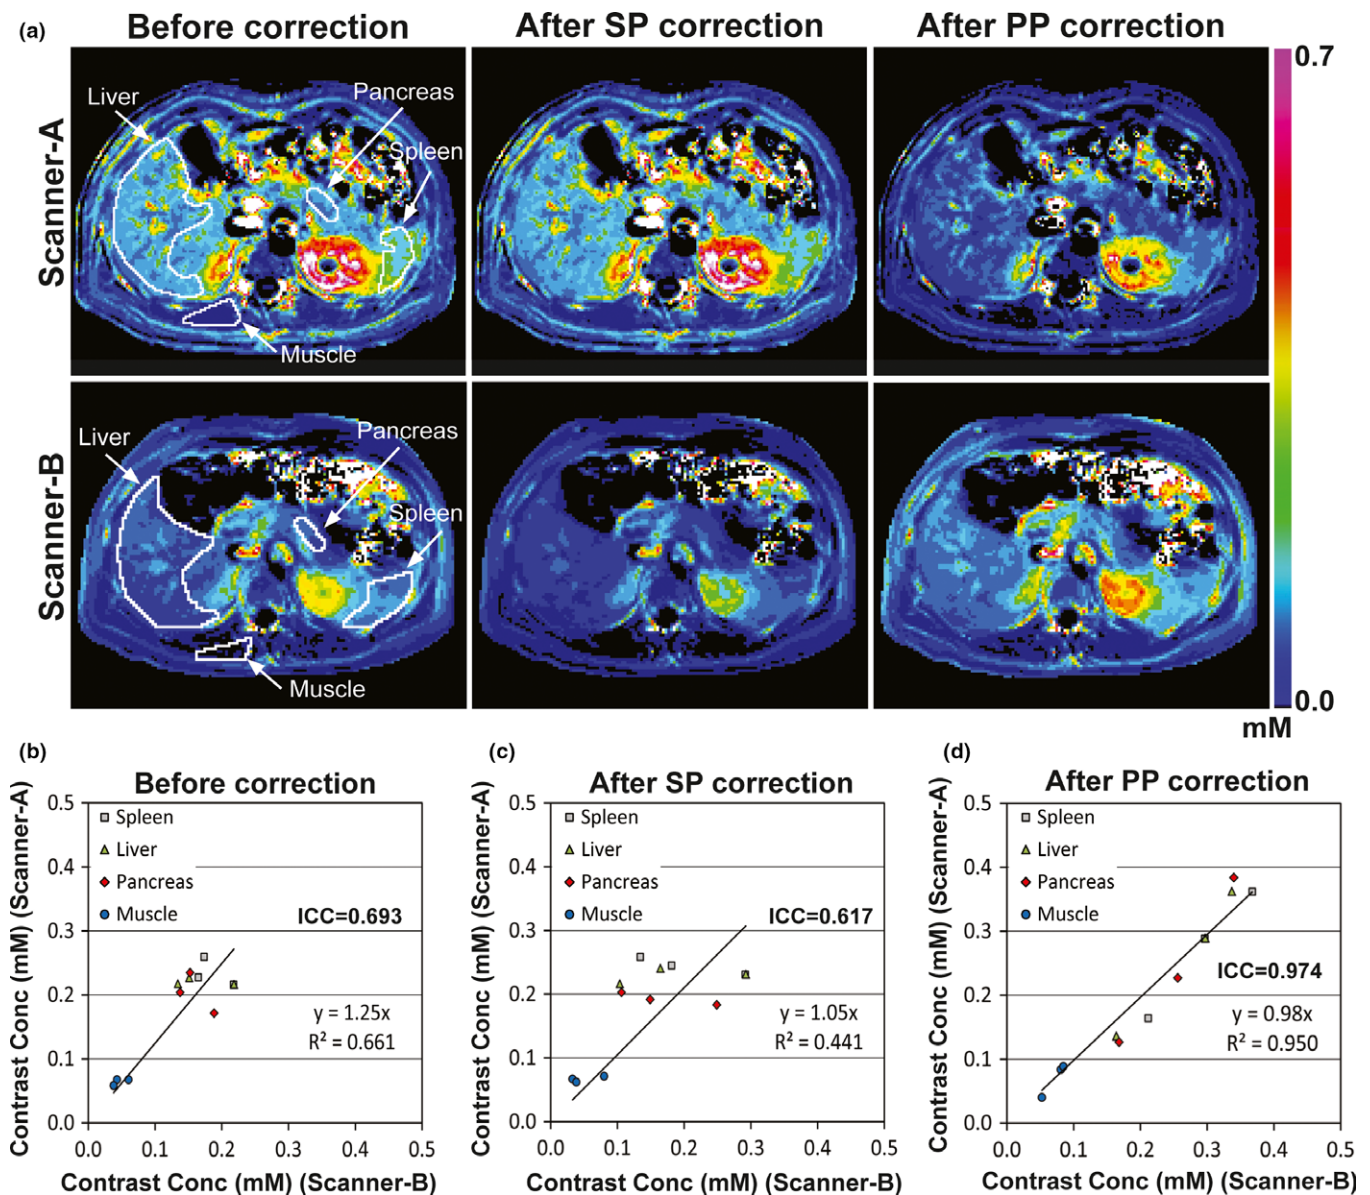 (a)
Before correction
After SP correction
After PP correction
Scanner-A
Liver
Pancreas
Spleen
Muscle
0.7
Scanner-B
Liver
Pancreas
Spleen
Muscle
0.0
mM
(b)
Before correction
Contrast Conc (mM) (Scanner-A)
0.5
0.4
0.3
0.2
0.1
0.0
Spleen
Liver
Pancreas
Muscle
ICC=0.693
y = 1.25x
R² = 0.661
0.0 0.1 0.2 0.3 0.4 0.5
Contrast Conc (mM) (Scanner-B)
(c)
After SP correction
Contrast Conc (mM) (Scanner-A)
0.5
0.4
0.3
0.2
0.1
0.0
Spleen
Liver
Pancreas
Muscle
ICC=0.617
y = 1.05x
R² = 0.441
0.0 0.1 0.2 0.3 0.4 0.5
Contrast Conc (mM) (Scanner-B)
(d)
After PP correction
Contrast Conc (mM) (Scanner-A)
0.5
0.4
0.3
0.2
0.1
0.0
Spleen
Liver
Pancreas
Muscle
ICC=0.974
y = 0.98x
R² = 0.950
0.0 0.1 0.2 0.3 0.4 0.5
Contrast Conc (mM) (Scanner-B)